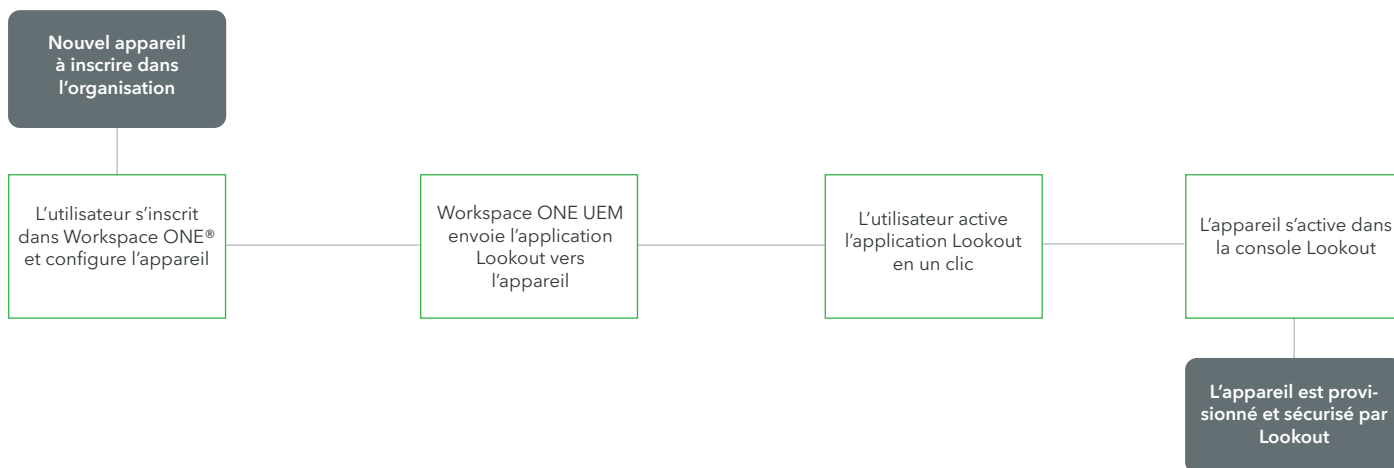 Nouvel appareil
à inscrire dans
l’organisation
L’utilisateur s’inscrit
dans Workspace ONE®
et configure l’appareil
Workspace ONE UEM
envoie l’application
Lookout vers
l’appareil
L’utilisateur active
l’application Lookout
en un clic
L’appareil s’active dans
la console Lookout
L’appareil est provi-
sionné et sécurisé par
Lookout